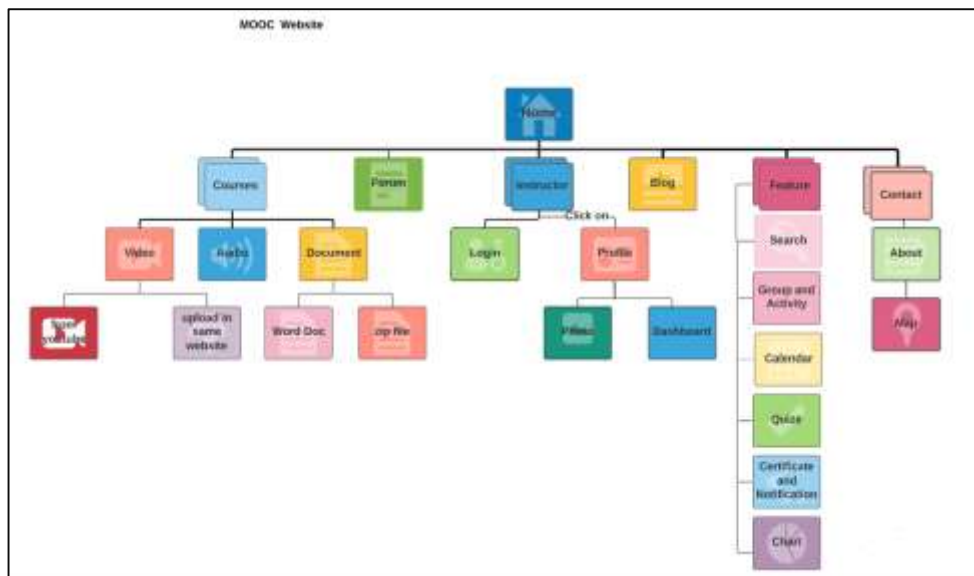 MOOC Website
Home
Courses
Forum
Instructor
Blog
Feature
Contact
Click on
Video
Audio
Document
Login
Profile
Search
About
youtube
upload in
same
website
Word Doc
Dashboard
Group and
Activity
Map
Calendar
Quize
Certificate
and
Notification
Chart